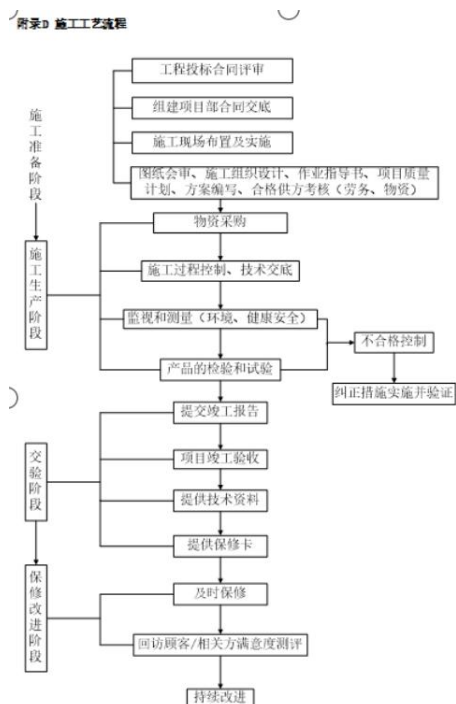 附录D 施工工艺流程
工程投标合同评审
组建项目部合同交底
施工现场布置及实施
图纸会审、施工组织设计、作业指导书、项目质量
计划、方案编写、合格供方考核（劳务、物资）
施工准备阶段
物资采购
施工过程控制、技术交底
监视和测量（环境、健康安全）
产品的检验和试验
施工生产阶段
不合格控制
纠正措施实施并验证
提交竣工报告
项目竣工验收
提供技术资料
提供保修卡
交验阶段
及时保修
回访顾客/相关方满意度测评
保修改进阶段
持续改进